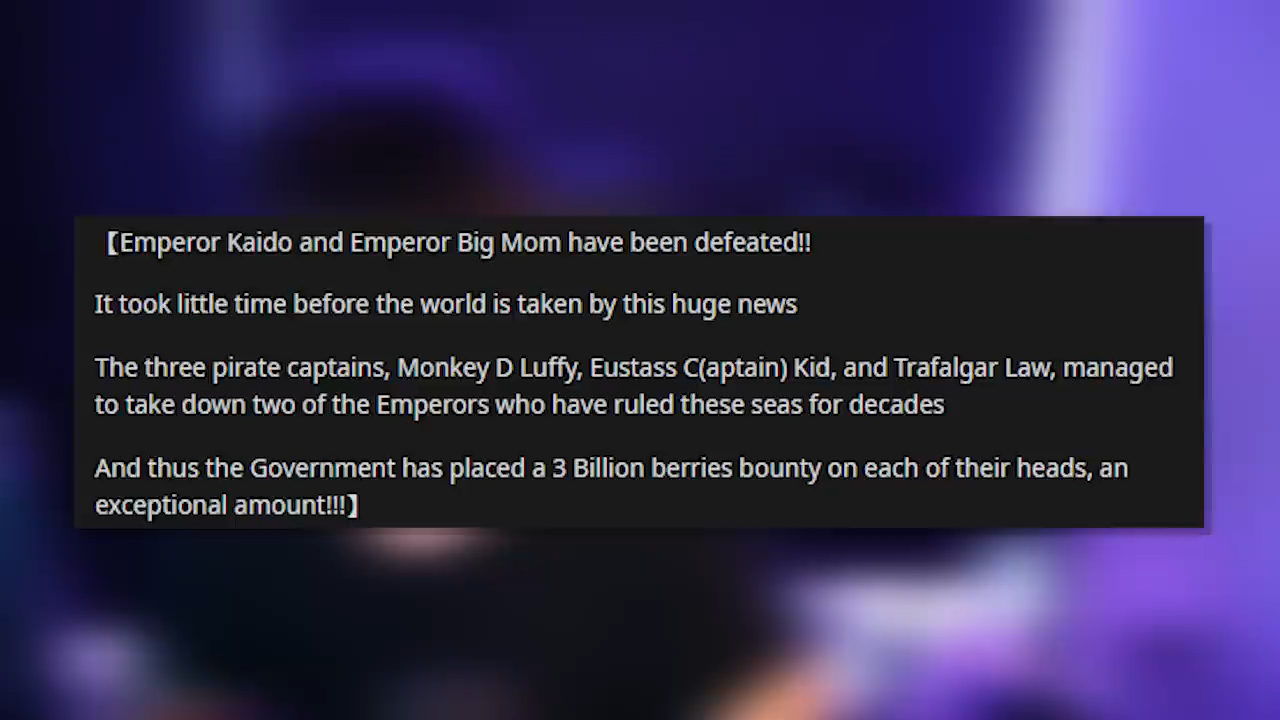 【Emperor Kaido and Emperor Big Mom have been defeated!!
It took little time before the world is taken by this huge news
The three pirate captains, Monkey D Luffy, Eustass C(aptain) Kid, and Trafalgar Law, managed
to take down two of the Emperors who have ruled these seas for decades
And thus the Government has placed a 3 Billion berries bounty on each of their heads, an
exceptional amount!!!】